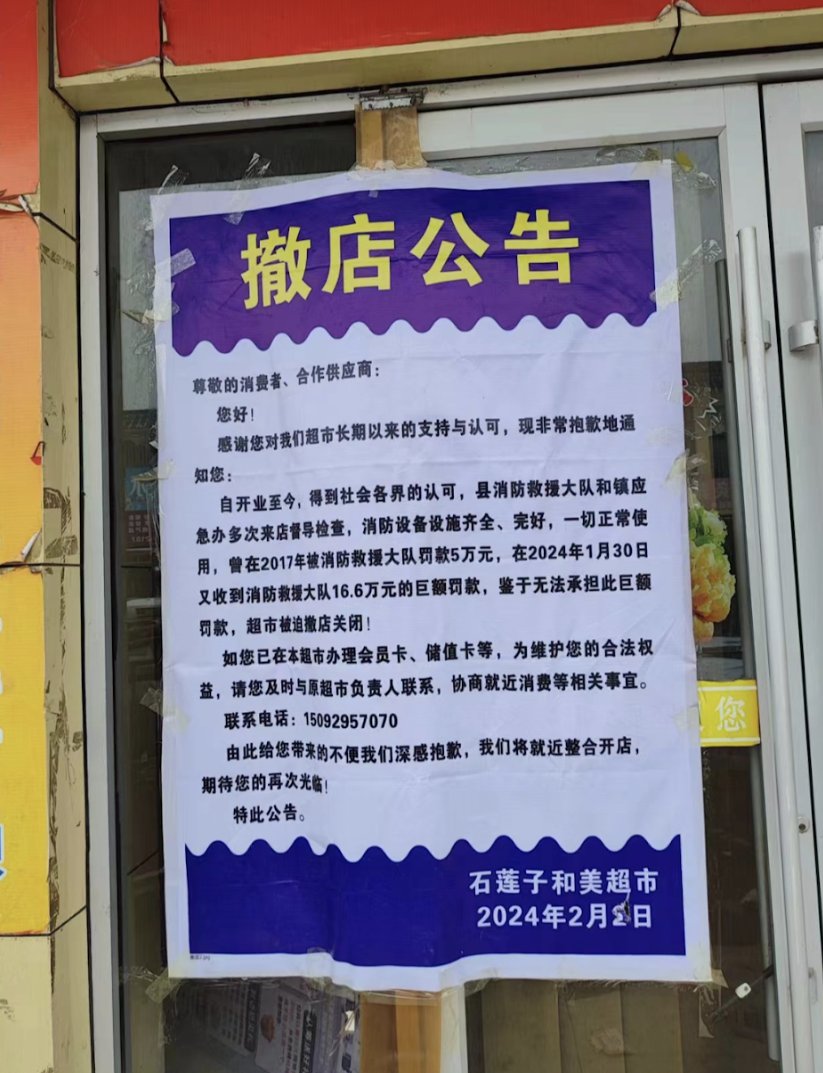 撤店公告
尊敬的消费者、合作供应商：
您好！
感谢您对我们超市长期以来的支持与认可，现非常抱歉地通
知您：
自开业至今，得到社会各界的认可，县消防救援大队和镇应
急办多次来店督导检查，消防设备设施齐全、完好，一切正常使
用，曾在2017年被消防救援大队罚款5万元，在2024年1月30日
又收到消防救援大队16.6万元的巨额罚款，鉴于无法承担此巨额
罚款，超市被迫撤店关闭！
如您已在本超市办理会员卡、储值卡等，为维护您的合法权
益，请您及时与原超市负责人联系，协商就近消费等相关事宜。
联系电话：15092957070
由此给您带来的不便我们深感抱歉，我们将就近整合开店，
期待您的再次光临！
特此公告。
石莲子和美超市
2024年2月2日
您